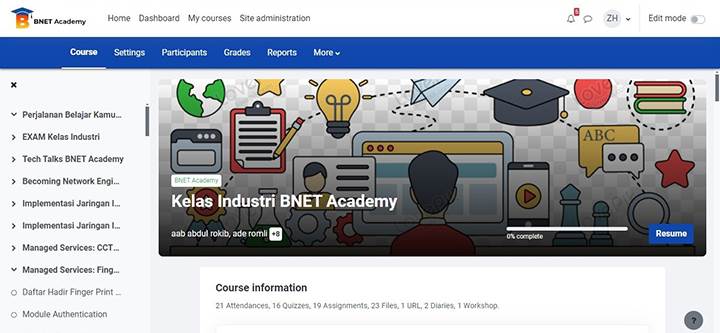 BNET Academy
Home Dashboard My courses Site administration
5
ZH
Edit mode
Course Settings Participants Grades Reports More
Perjalanan Belajar Kamu...
EXAM Kelas Industri
Tech Talks BNET Academy
Becoming Network Engi...
Implementasi Jaringan I...
Implementasi Jaringan I...
Managed Services: CCT...
Managed Services: Fing...
Daftar Hadir Finger Print ...
Module Authentication
ABC
BNET Academy
Kelas Industri BNET Academy
aab abdul rokib, ade romli +8
0% complete
Resume
Course information
21 Attendances, 16 Quizzes, 19 Assignments, 23 Files, 1 URL, 2 Diaries, 1 Workshop.
?